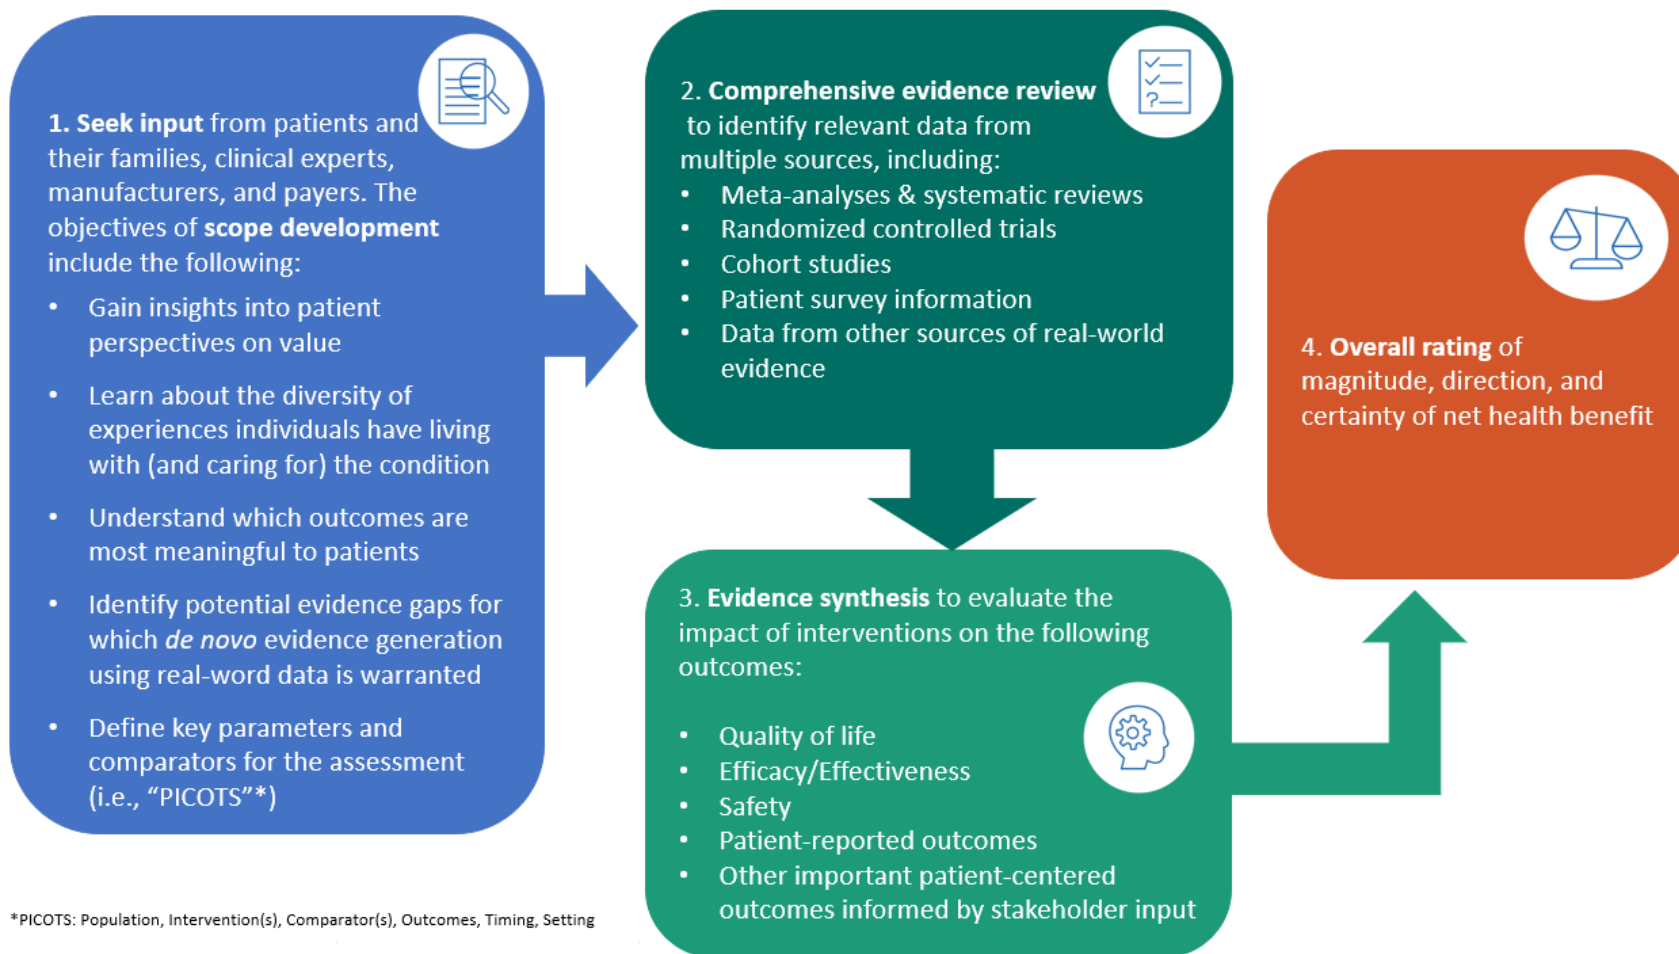 1. Seek input from patients and
their families, clinical experts,
manufacturers, and payers. The
objectives of scope development
include the following:
• Gain insights into patient
perspectives on value
• Learn about the diversity of
experiences individuals have living
with (and caring for) the condition
• Understand which outcomes are
most meaningful to patients
• Identify potential evidence gaps for
which de novo evidence generation
using real-word data is warranted
• Define key parameters and
comparators for the assessment
(i.e., “PICOTS”*)
2. Comprehensive evidence review
to identify relevant data from
multiple sources, including:
• Meta-analyses & systematic reviews
• Randomized controlled trials
• Cohort studies
• Patient survey information
• Data from other sources of real-world
evidence
3. Evidence synthesis to evaluate the
impact of interventions on the following
outcomes:
• Quality of life
• Efficacy/Effectiveness
• Safety
• Patient-reported outcomes
• Other important patient-centered
outcomes informed by stakeholder input
4. Overall rating of
magnitude, direction, and
certainty of net health benefit
*PICOTS: Population, Intervention(s), Comparator(s), Outcomes, Timing, Setting